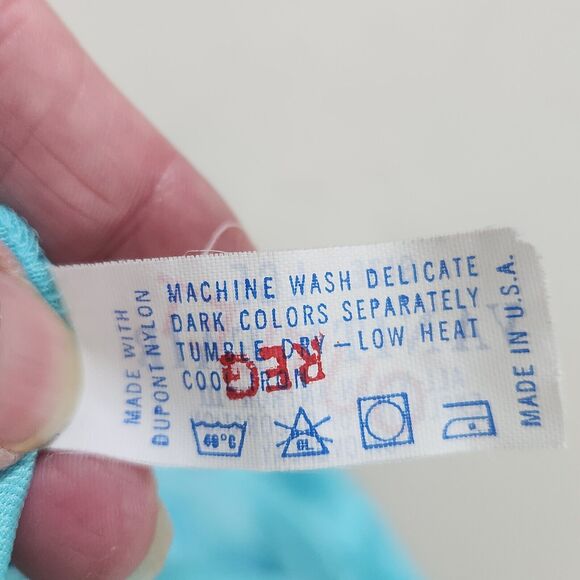 MADE WITH
DUPONT NYLON
MACHINE WASH DELICATE
DARK COLORS SEPARATELY
TUMBLE DRY – LOW HEAT
COOL IRON
REG
40°C
CL
MADE IN U.S.A.